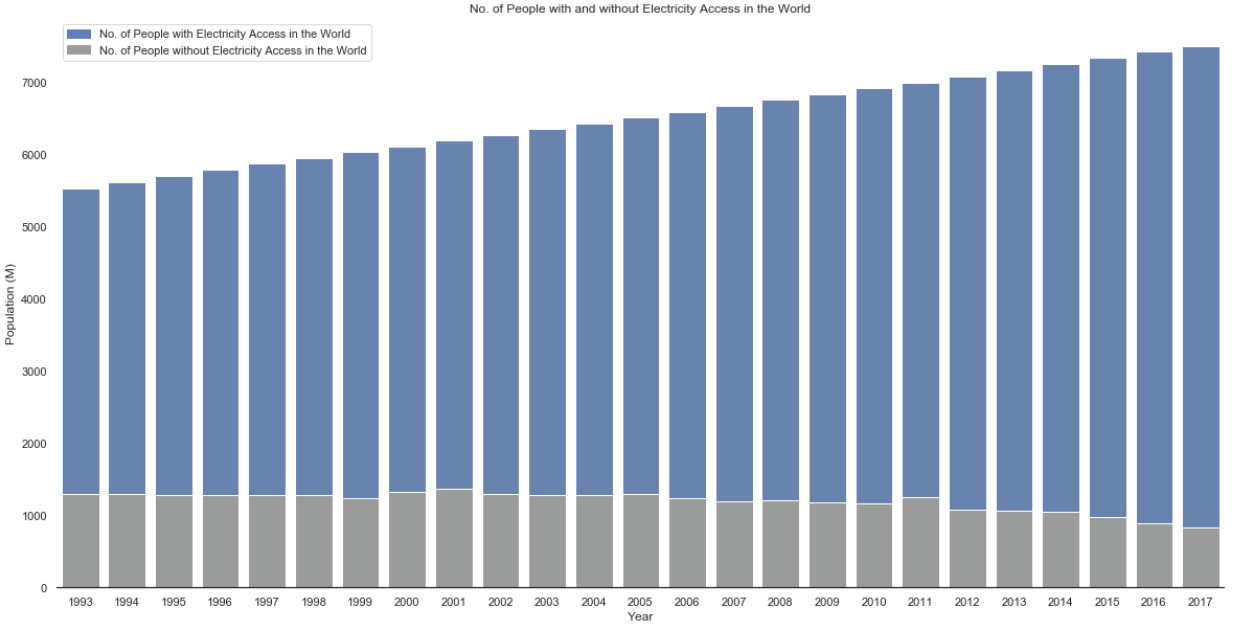 No. of People with and without Electricity Access in the World
No. of People with Electricity Access in the World
No. of People without Electricity Access in the World
Population (M)
7000
6000
5000
4000
3000
2000
1000
0
1993 1994 1995 1996 1997 1998 1999 2000 2001 2002 2003 2004 2005 2006 2007 2008 2009 2010 2011 2012 2013 2014 2015 2016 2017
Year